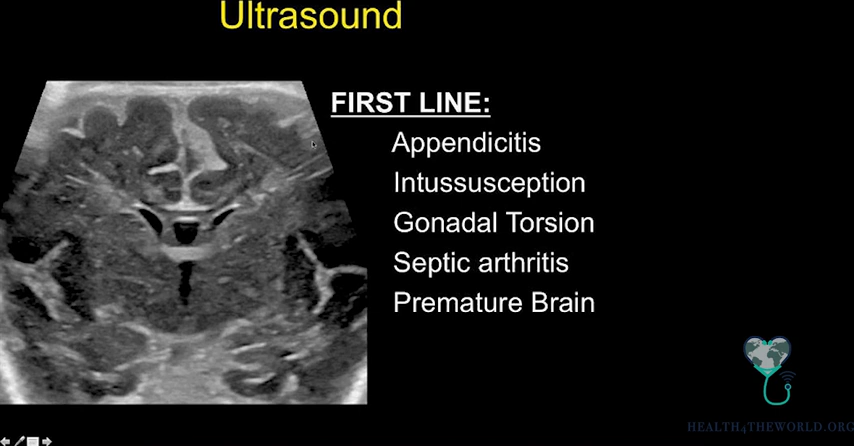 Ultrasound
FIRST LINE:
Appendicitis
Intussusception
Gonadal Torsion
Septic arthritis
Premature Brain
HEALTH4THEWORLD.ORG